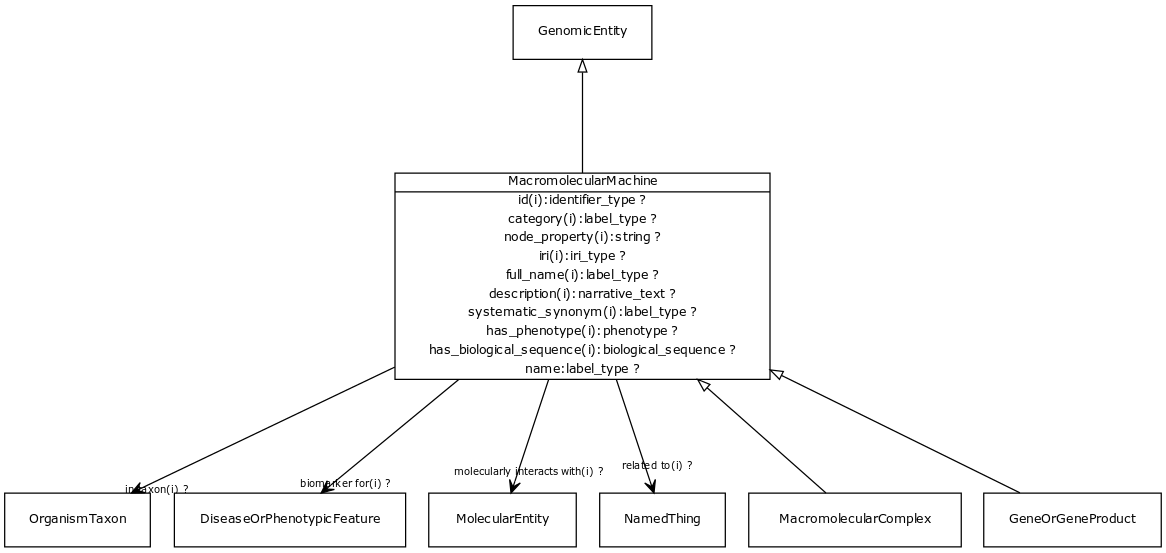 GenomicEntity
MacromolecularMachine
id(i):identifier_type ?
category(i):label_type ?
node_property(i):string ?
iri(i):iri_type ?
full_name(i):label_type ?
description(i):narrative_text ?
systematic_synonym(i):label_type ?
has_phenotype(i):phenotype ?
has_biological_sequence(i):biological_sequence ?
name:label_type ?
in taxon(i) ?
biomarker for(i) ?
molecularly interacts with(i) ?
related to(i) ?
OrganismTaxon
DiseaseOrPhenotypicFeature
MolecularEntity
NamedThing
MacromolecularComplex
GeneOrGeneProduct